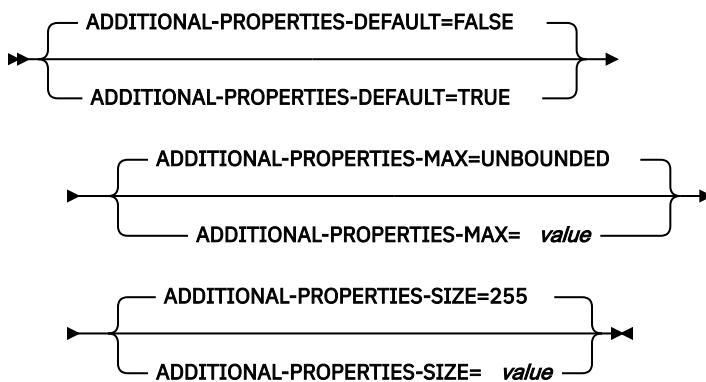 ADDITIONAL-PROPERTIES-DEFAULT=FALSE
ADDITIONAL-PROPERTIES-DEFAULT=TRUE
ADDITIONAL-PROPERTIES-MAX=UNBOUNDED
ADDITIONAL-PROPERTIES-MAX= value
ADDITIONAL-PROPERTIES-SIZE=255
ADDITIONAL-PROPERTIES-SIZE= value